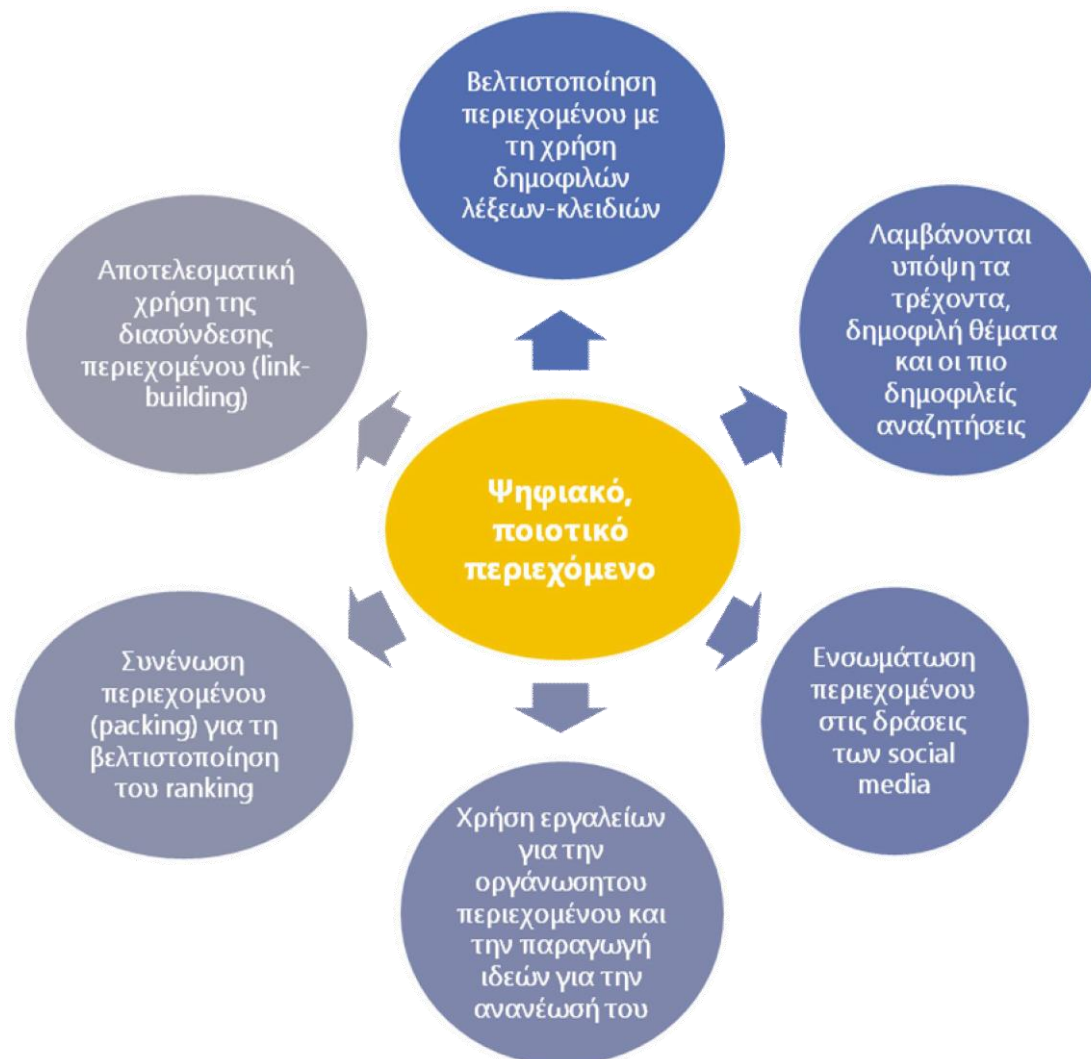 Βελτιστοποίηση
περιεχομένου με
τη χρήση
δημοφιλών
λέξεων-κλειδιών
Λαμβάνονται
υπόψη τα
τρέχοντα,
δημοφιλή θέματα
και οι πιο
δημοφιλείς
αναζητήσεις
Ενσωμάτωση
περιεχομένου
στις δράσεις
των social
media
Χρήση εργαλείων
για την
οργάνωσητου
περιεχομένου και
την παραγωγή
ιδεών για την
ανανέωσή του
Συνένωση
περιεχομένου
(packing) για τη
βελτιστοποίηση
του ranking
Αποτελεσματική
χρήση της
διασύνδεσης
περιεχομένου (link-
building)
Ψηφιακό,
ποιοτικό
περιεχόμενο